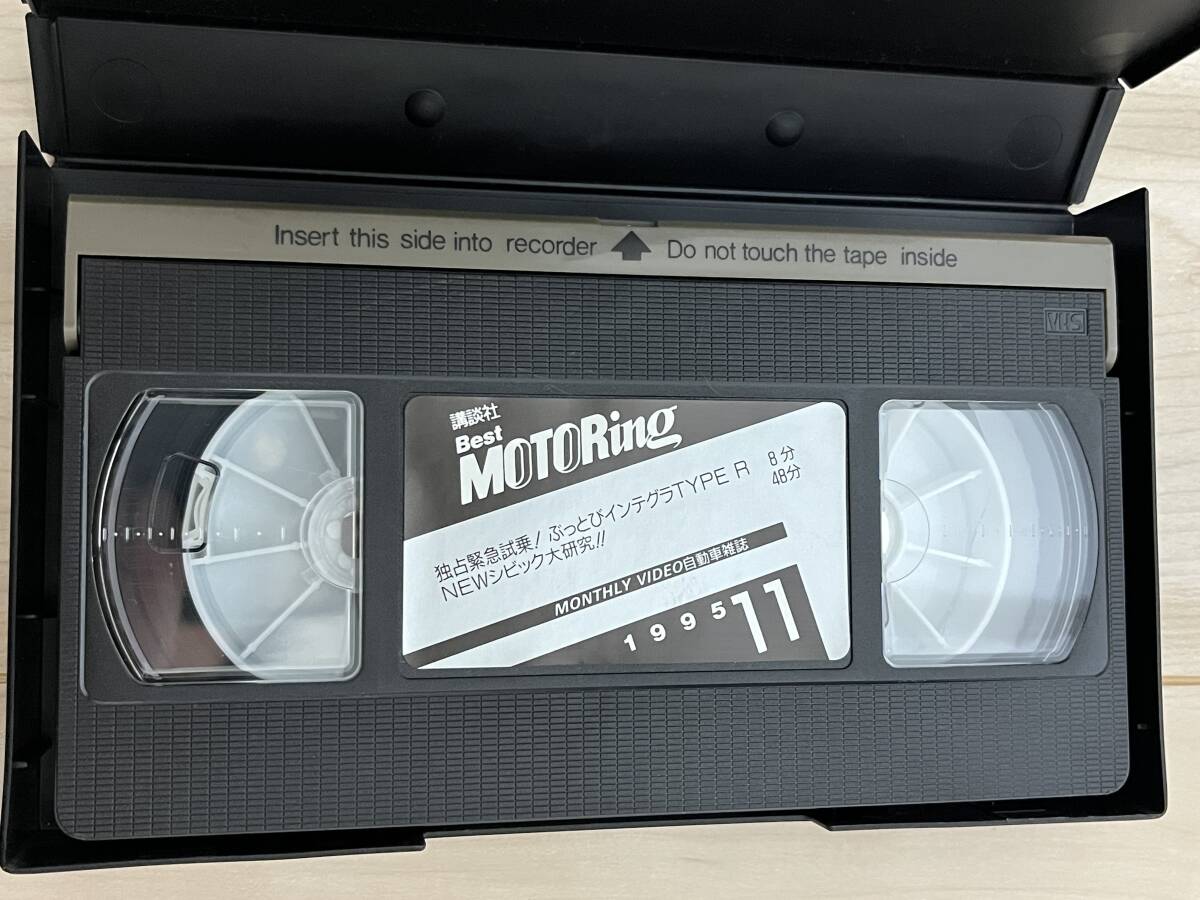 Insert this side into recorder Do not touch the tape inside
VHS
講談社
Best
MOTORing
独占緊急試乗! ぶっとびインテグラTYPE R 8分
NEWシビック大研究!! 48分
MONTHLY VIDEO自動車雑誌
1995 11